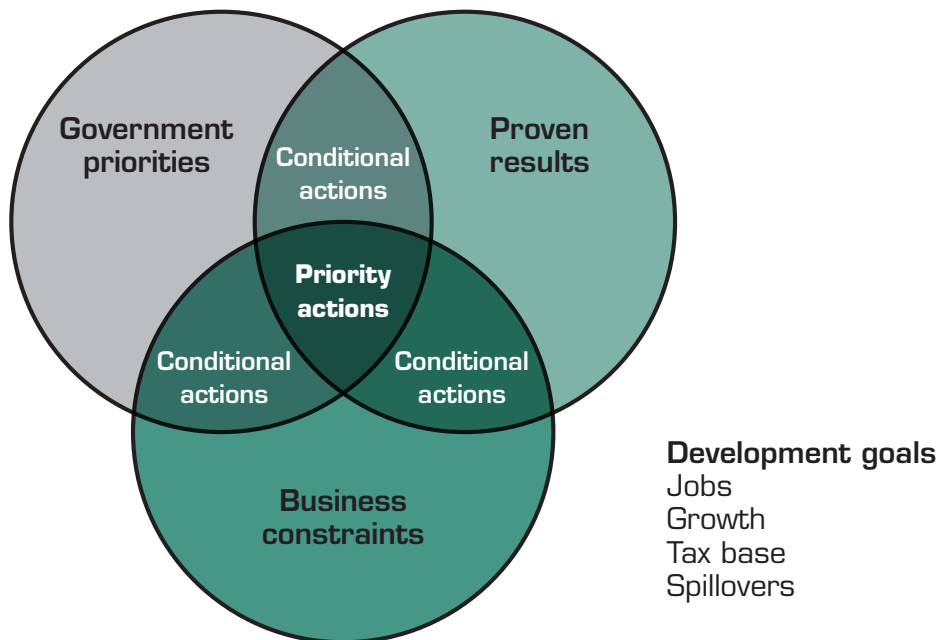 Government
priorities
Proven
results
Conditional
actions
Priority
actions
Conditional
actions
Conditional
actions
Business
constraints
Development goals
Jobs
Growth
Tax base
Spillovers